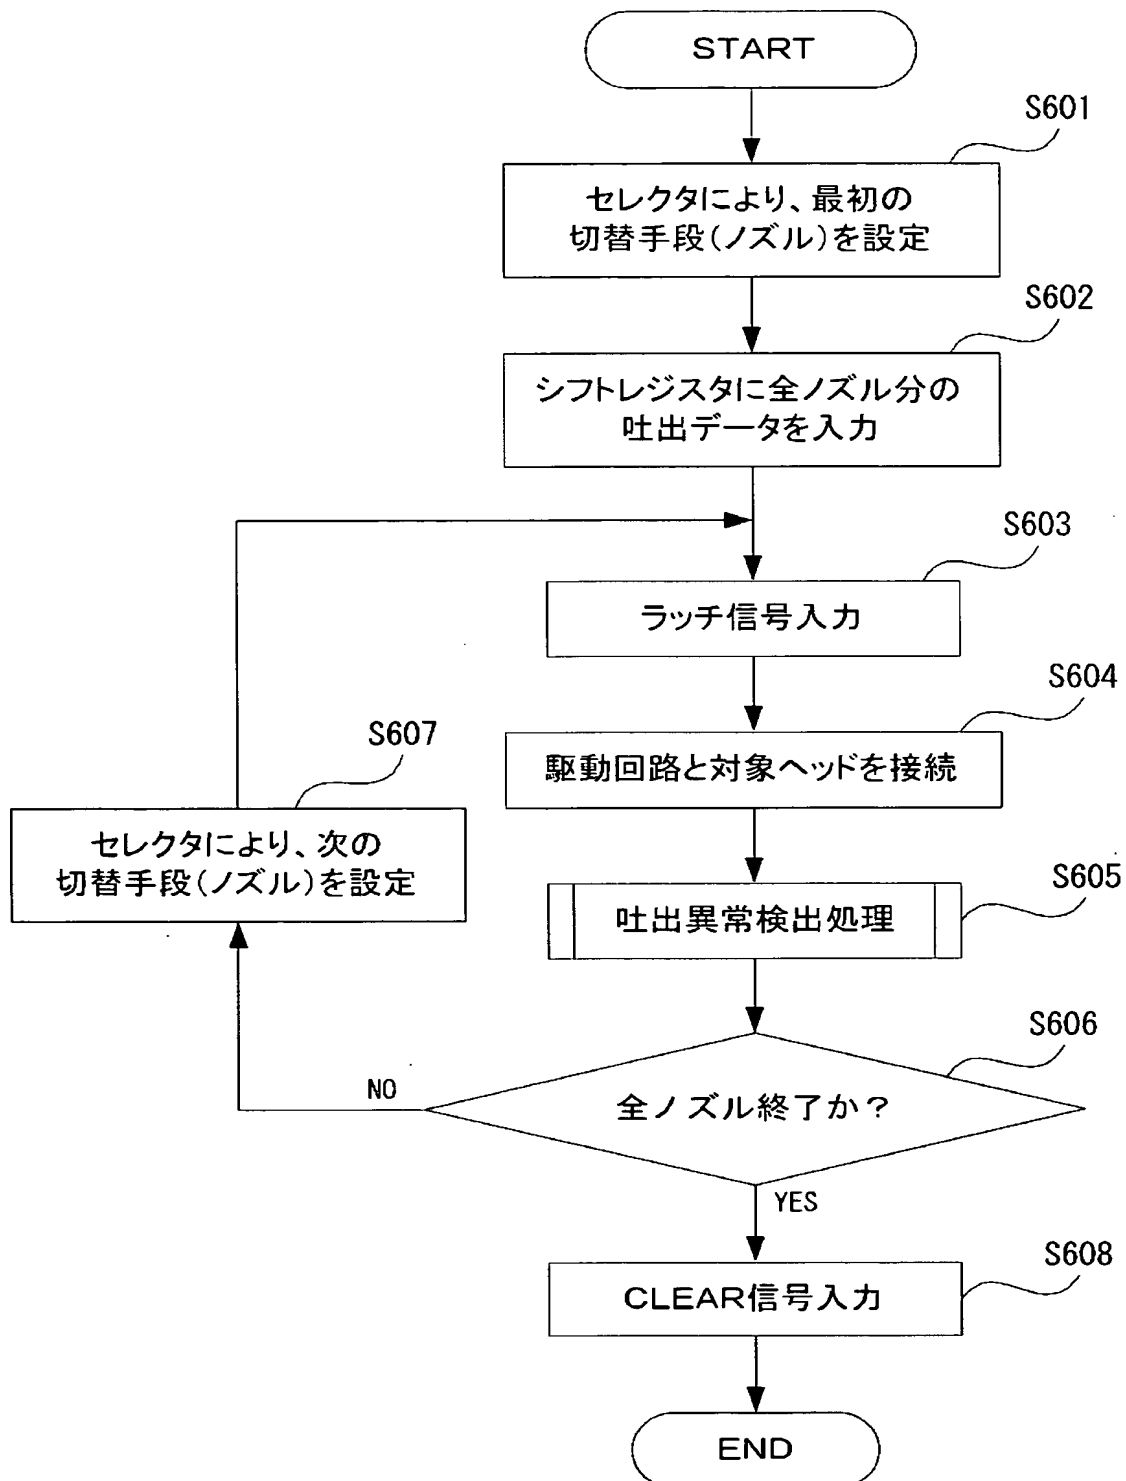 START
S601
セレクタにより、最初の
切替手段(ノズル)を設定
S602
シフトレジスタに全ノズル分の
吐出データを入力
S603
ラッチ信号入力
S604
駆動回路と対象ヘッドを接続
S607
セレクタにより、次の
切替手段(ノズル)を設定
S605
吐出異常検出処理
S606
全ノズル終了か？
NO
YES
S608
CLEAR信号入力
END